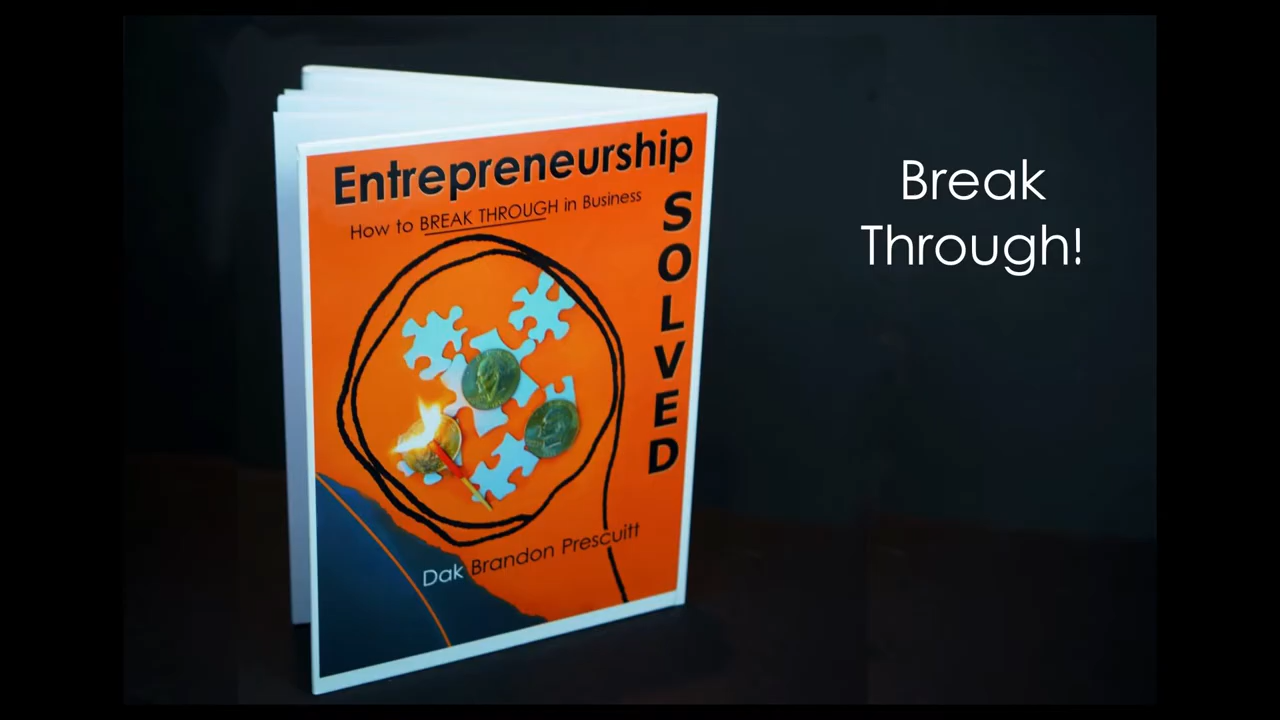 Entrepreneurship
SOLVED
How to BREAK THROUGH in Business
Dak Brandon Prescuitt
Break
Through!